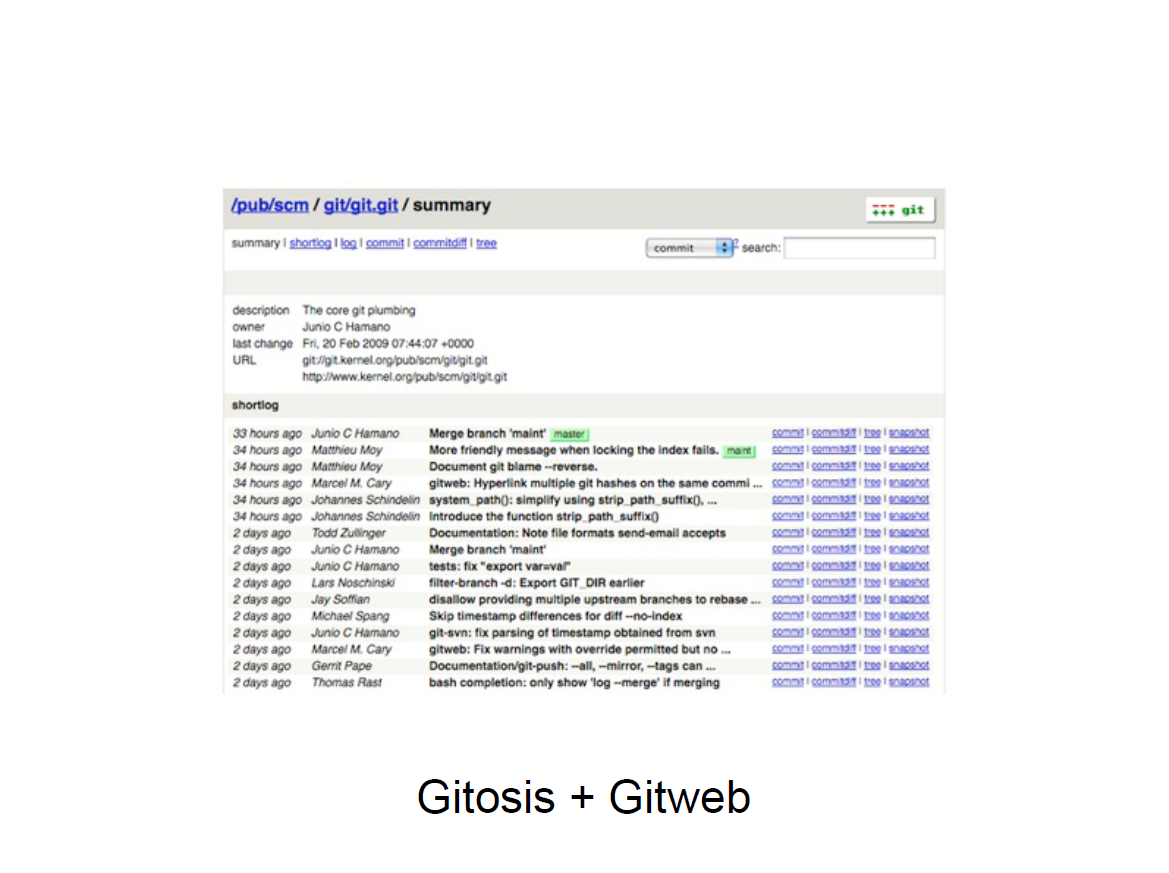 /pub/scm / git/git.git / summary
--- git
+++
summary | shortlog | log | commit | commitdiff | tree
commit ? search:
description The core git plumbing
owner Junio C Hamano
last change Fri, 20 Feb 2009 07:44:07 +0000
URL git://git.kernel.org/pub/scm/git/git.git
http://www.kernel.org/pub/scm/git/git.git
shortlog
33 hours ago Junio C Hamano Merge branch 'maint' master commit | commitdiff | tree | snapshot
34 hours ago Matthieu Moy More friendly message when locking the index fails. maint commit | commitdiff | tree | snapshot
34 hours ago Matthieu Moy Document git blame --reverse. commit | commitdiff | tree | snapshot
34 hours ago Marcel M. Cary gitweb: Hyperlink multiple git hashes on the same commi ... commit | commitdiff | tree | snapshot
34 hours ago Johannes Schindelin system_path(): simplify using strip_path_suffix(), ... commit | commitdiff | tree | snapshot
34 hours ago Johannes Schindelin Introduce the function strip_path_suffix() commit | commitdiff | tree | snapshot
2 days ago Todd Zullinger Documentation: Note file formats send-email accepts commit | commitdiff | tree | snapshot
2 days ago Junio C Hamano Merge branch 'maint' commit | commitdiff | tree | snapshot
2 days ago Junio C Hamano tests: fix "export var=val" commit | commitdiff | tree | snapshot
2 days ago Lars Noschinski filter-branch -d: Export GIT_DIR earlier commit | commitdiff | tree | snapshot
2 days ago Jay Soffian disallow providing multiple upstream branches to rebase ... commit | commitdiff | tree | snapshot
2 days ago Michael Spang Skip timestamp differences for diff --no-index commit | commitdiff | tree | snapshot
2 days ago Junio C Hamano git-svn: fix parsing of timestamp obtained from svn commit | commitdiff | tree | snapshot
2 days ago Marcel M. Cary gitweb: Fix warnings with override permitted but no ... commit | commitdiff | tree | snapshot
2 days ago Gerrit Pape Documentation/git-push: --all, --mirror, --tags can ... commit | commitdiff | tree | snapshot
2 days ago Thomas Rast bash completion: only show 'log --merge' if merging commit | commitdiff | tree | snapshot
Gitosis + Gitweb